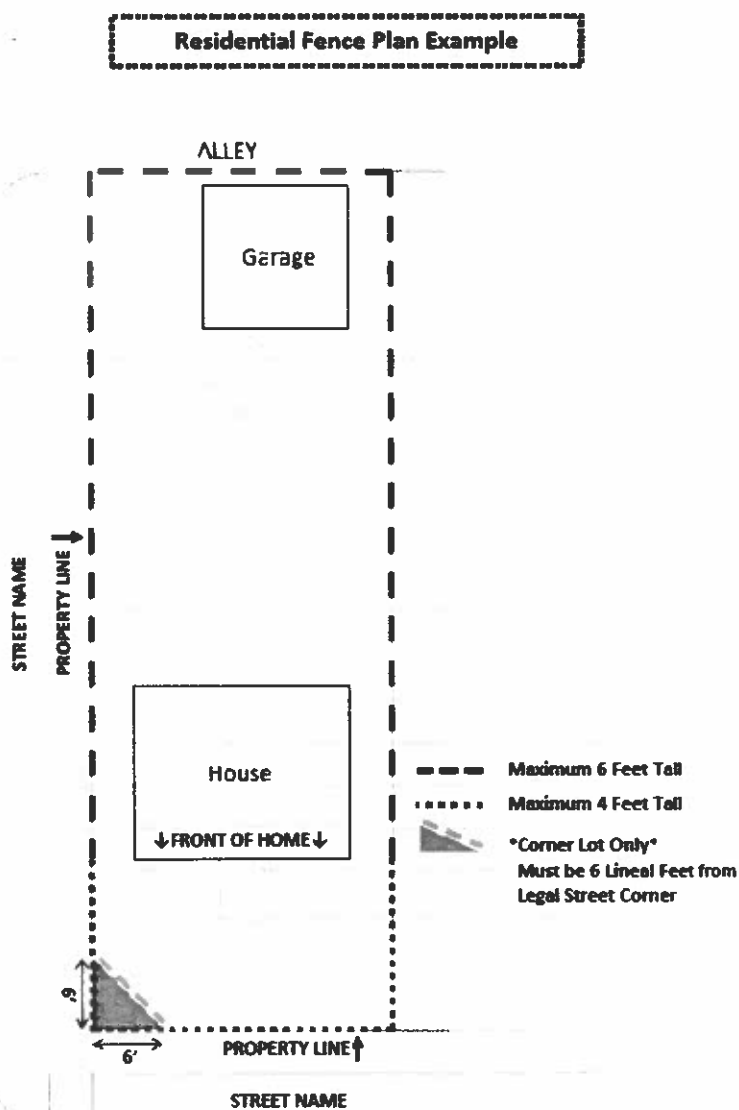 Residential Fence Plan Example
ALLEY
Garage
STREET NAME
PROPERTY LINE
House
↓FRONT OF HOME↓
Maximum 6 Feet Tall
Maximum 4 Feet Tall
*Corner Lot Only*
Must be 6 Lineal Feet from
Legal Street Corner
6'
6'
PROPERTY LINE
STREET NAME